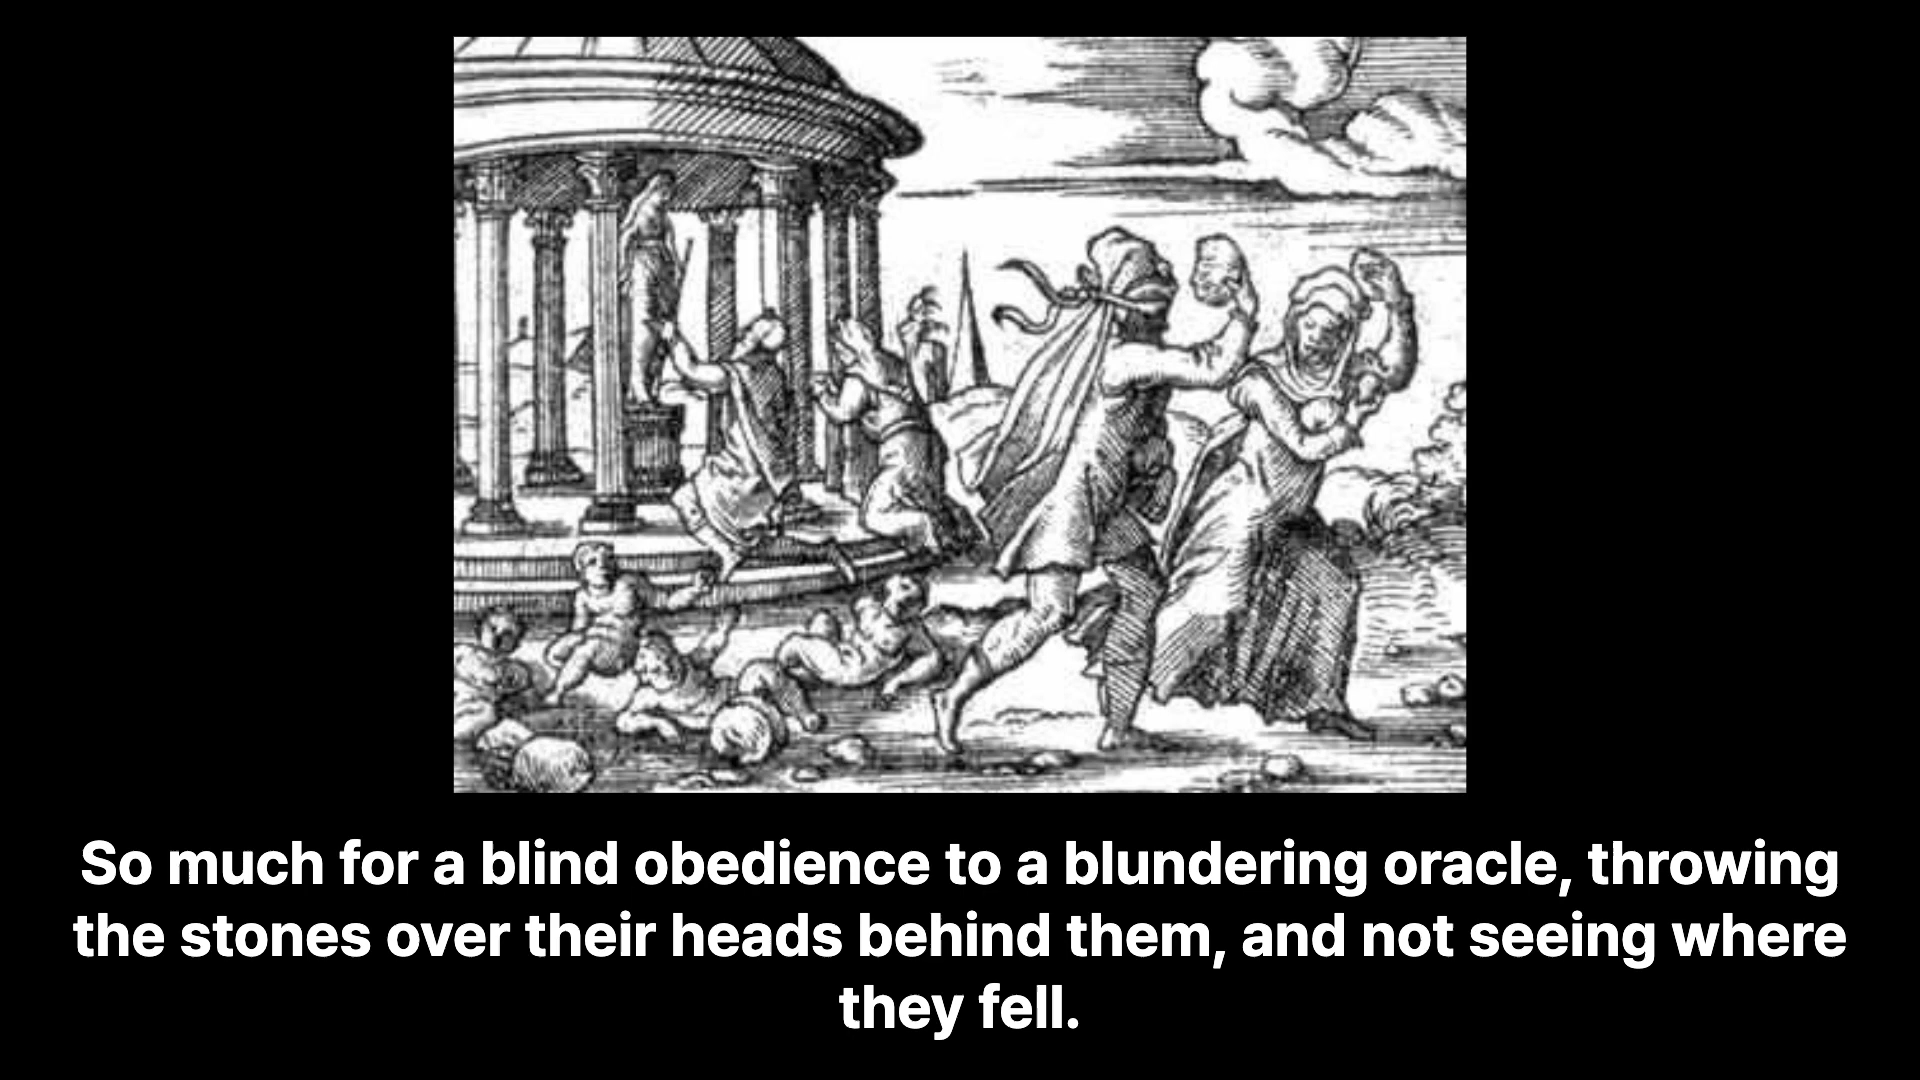 So much for a blind obedience to a blundering oracle, throwing
the stones over their heads behind them, and not seeing where
they fell.